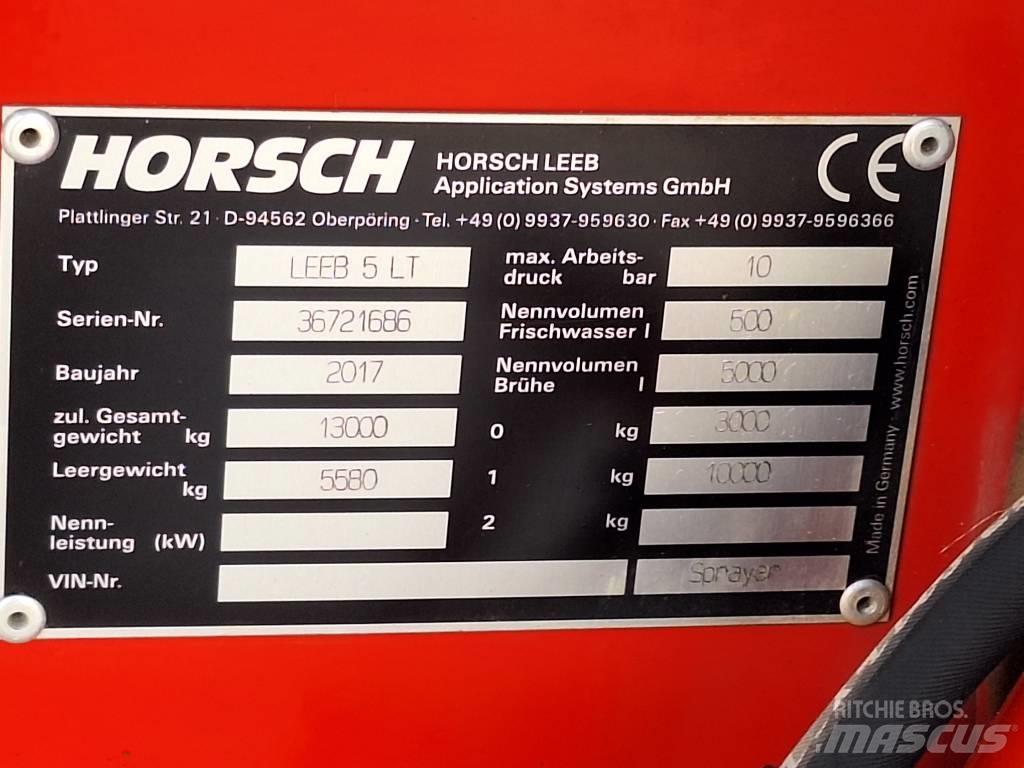 HORSCH
HORSCH LEEB
Application Systems GmbH
CE
Plattlinger Str. 21 · D-94562 Oberpöring · Tel. +49 (0) 9937-959630 · Fax +49 (0) 9937-9596366
Typ LEEB 5 LT
Serien-Nr. 36721686
Baujahr 2017
zul. Gesamt-
gewicht kg 13000
Leergewicht
kg 5580
Nenn-
leistung (kW)
VIN-Nr.
max. Arbeits-
druck bar 10
Nennvolumen
Frischwasser l 500
Nennvolumen
Brühe l 5000
0 kg 3000
1 kg 10000
2 kg
Sprayer
Made in Germany · www.horsch.com
RITCHIE BROS.
MASCUS